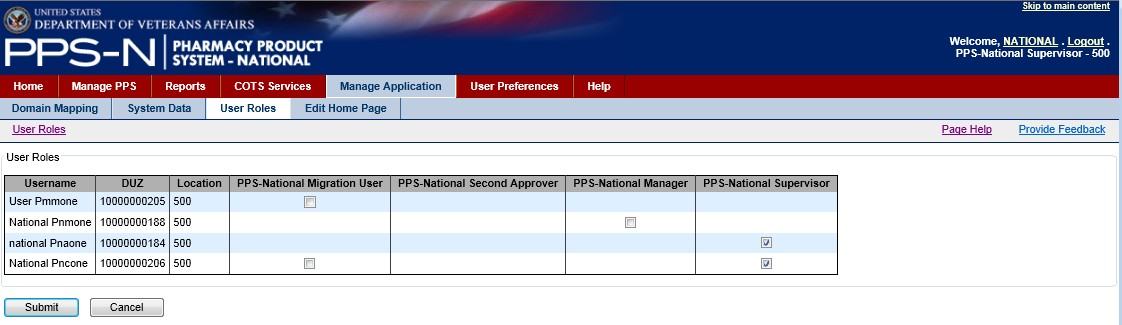 Skip to main content
UNITED STATES
DEPARTMENT OF VETERANS AFFAIRS
PPS-N PHARMACY PRODUCT
SYSTEM - NATIONAL
Welcome, NATIONAL . Logout .
PPS-National Supervisor - 500
Home Manage PPS Reports COTS Services Manage Application User Preferences Help
Domain Mapping System Data User Roles Edit Home Page
User Roles Page Help Provide Feedback
User Roles
Username DUZ Location PPS-National Migration User PPS-National Second Approver PPS-National Manager PPS-National Supervisor
User Pmmone 10000000205 500
National Pnmone 10000000188 500
national Pnaone 10000000184 500
National Pncone 10000000206 500
Submit Cancel